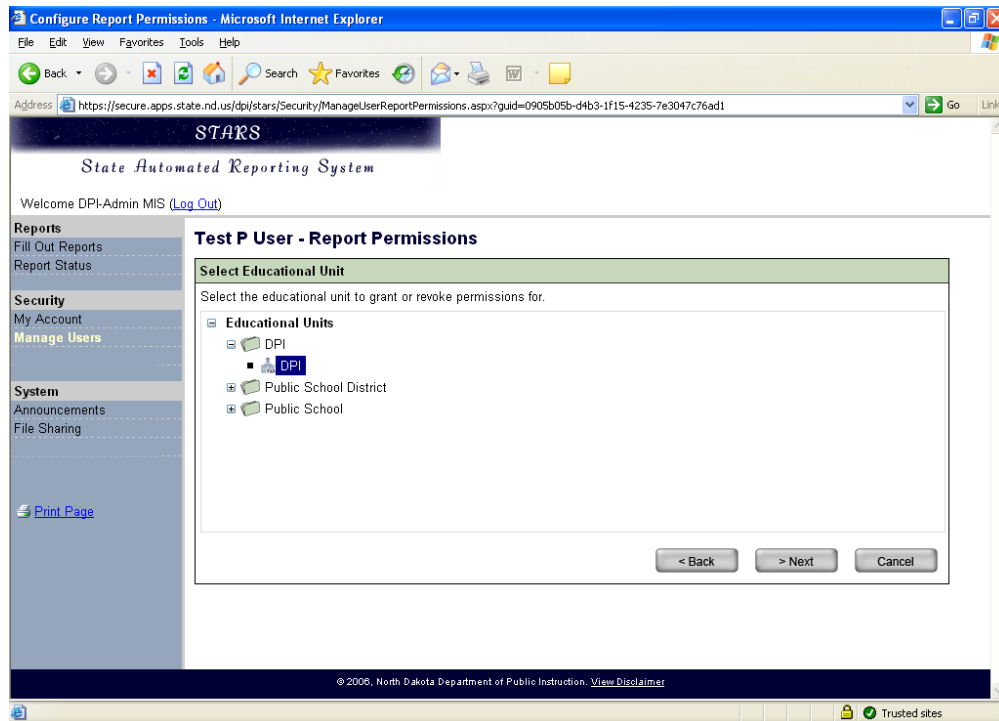 Configure Report Permissions - Microsoft Internet Explorer
File Edit View Favorites Tools Help
Back Search Favorites
Address https://secure.apps.state.nd.us/dpi/stars/Security/ManageUserReportPermissions.aspx?guid=0905b05b-d4b3-1f15-4235-7e3047c76ad1 Go Link
STARS
State Automated Reporting System
Welcome DPI-Admin MIS (Log Out)
Reports
Fill Out Reports
Report Status
Security
My Account
Manage Users
System
Announcements
File Sharing
Print Page
Test P User - Report Permissions
Select Educational Unit
Select the educational unit to grant or revoke permissions for.
Educational Units
DPI
DPI
Public School District
Public School
< Back > Next Cancel
© 2006, North Dakota Department of Public Instruction. View Disclaimer
Trusted sites